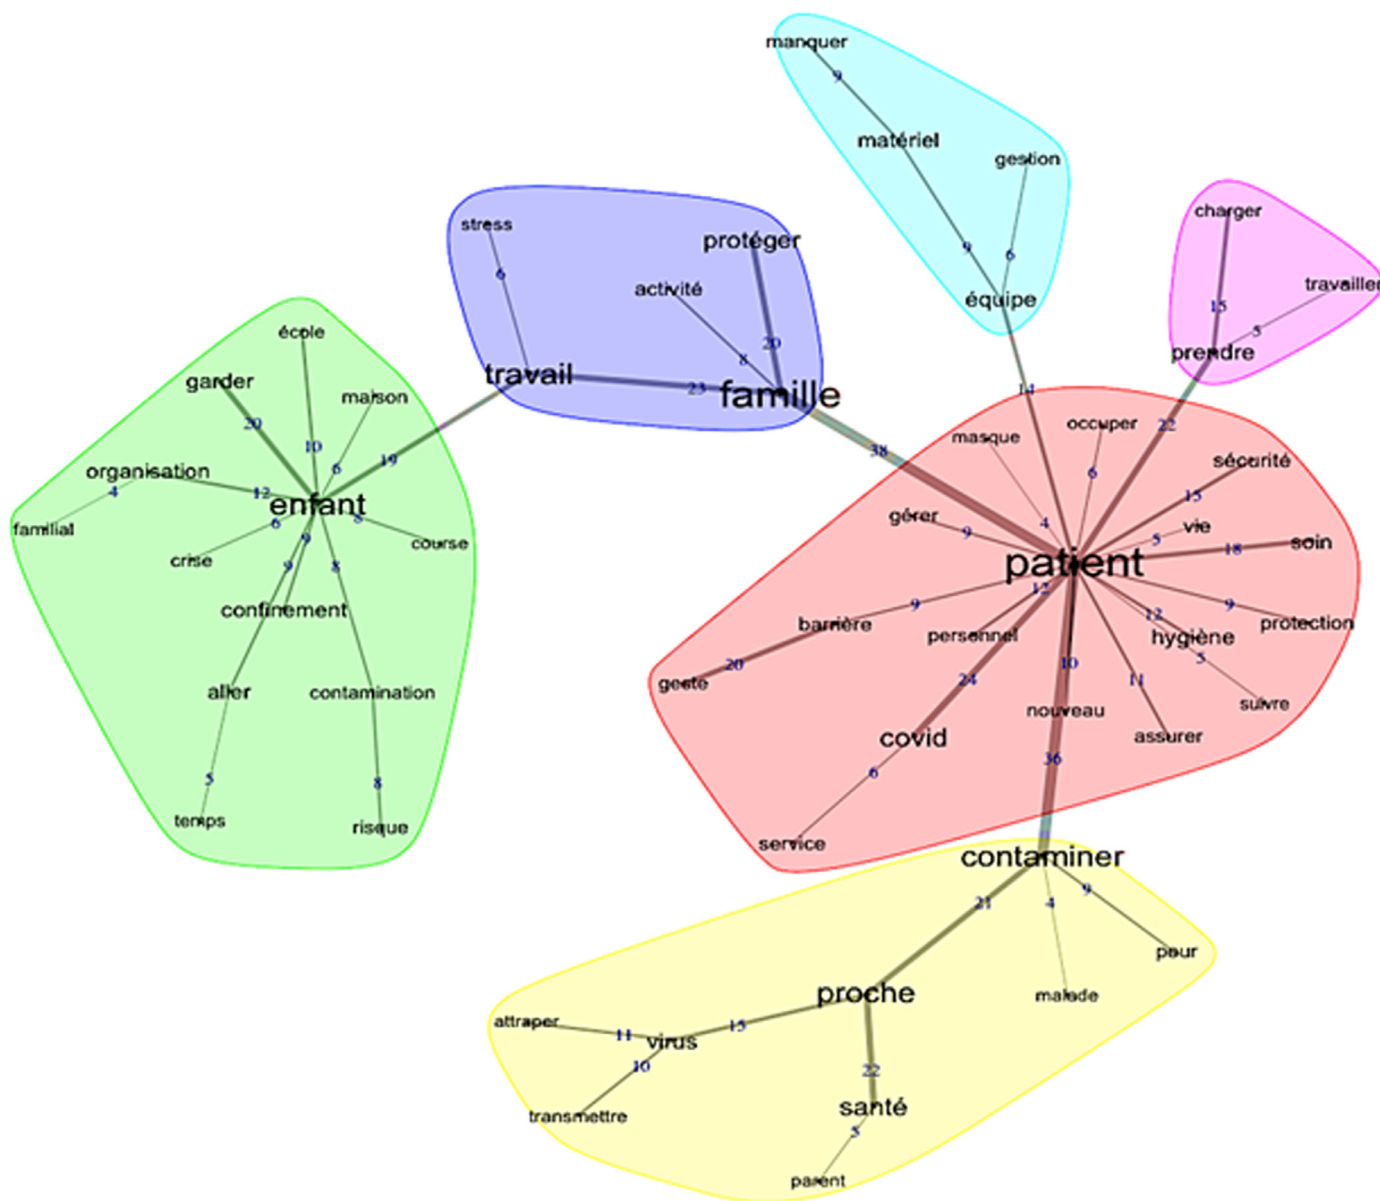 manquer
9
matériel
gestion
9
6
équipe
charger
travailler
15
5
prendre
stress
protéger
6
activité
20
8
travail
23
famille
38
14
22
école
garder
maison
20
10
6
19
organisation
12
4
enfant
familial
6
9
8
crise
course
9
8
confinement
aller
contamination
5
8
temps
risque
masque
occuper
sécurité
6
15
gérer
4
vie
9
5
soin
18
patient
12
9
barrière
9
personnel
12
hygiène
protection
20
geste
24
10
5
11
suivre
covid
nouveau
assurer
6
36
service
contaminer
21
4
9
peur
proche
malade
attraper
11
15
virus
10
22
transmettre
santé
5
parent